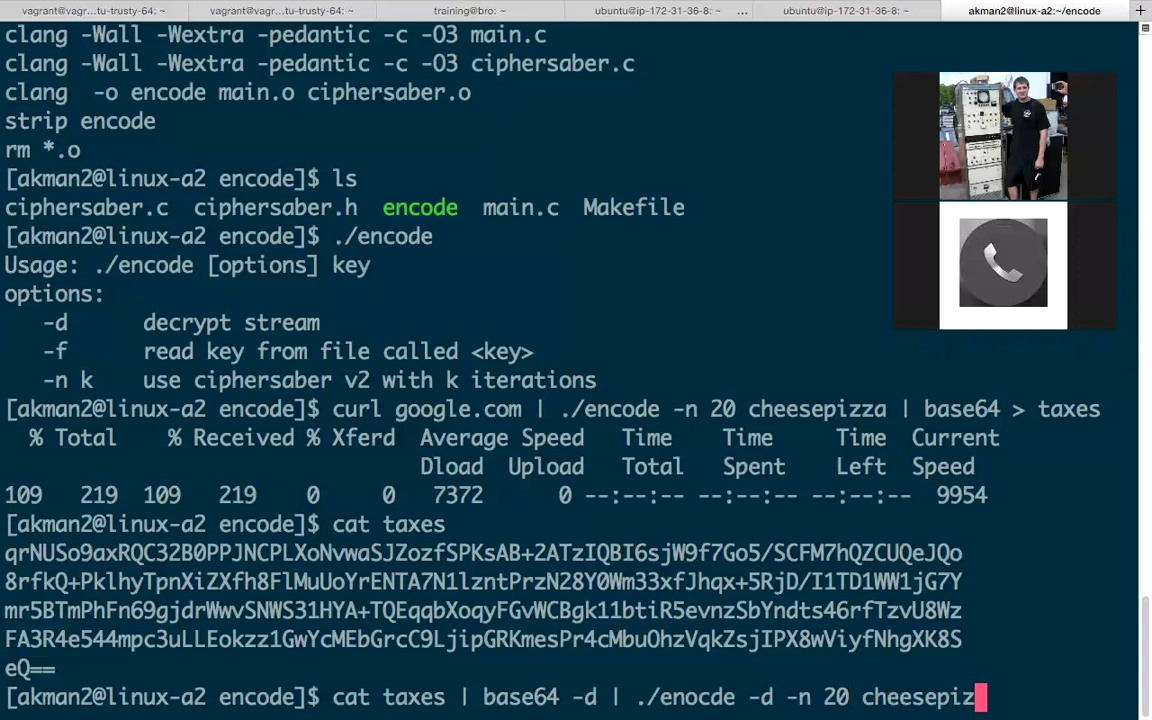 vagrant@vagr...tu-trusty-64: ~ vagrant@vagr...tu-trusty-64: ~ training@bro: ~ ubuntu@ip-172-31-36-8: ~ ... ubuntu@ip-172-31-36-8: ~ akman2@linux-a2:~/encode
clang -Wall -Wextra -pedantic -c -O3 main.c
clang -Wall -Wextra -pedantic -c -O3 ciphersaber.c
clang  -o encode main.o ciphersaber.o
strip encode
rm *.o
[akman2@linux-a2 encode]$ ls
ciphersaber.c  ciphersaber.h  encode  main.c  Makefile
[akman2@linux-a2 encode]$ ./encode
Usage: ./encode [options] key
options:
-d      decrypt stream
-f      read key from file called <key>
-n k    use ciphersaber v2 with k iterations
[akman2@linux-a2 encode]$ curl google.com | ./encode -n 20 cheesepizza | base64 > taxes
% Total    % Received % Xferd  Average Speed   Time    Time     Time  Current
Dload  Upload   Total   Spent    Left  Speed
109   219  109   219    0     0   7372      0 --:--:-- --:--:-- --:--:--  9954
[akman2@linux-a2 encode]$ cat taxes
qrNUSo9axRQC32B0PPJNCPLXoNvwaSJZozfSPKsAB+2ATzIQBI6sjW9f7Go5/SCFM7hQZCUQeJQo
8rfkQ+PklhyTpnXiZXfh8FlMuUoYrENTA7N1lzntPrzN28Y0Wm33xfJhqx+5RjD/I1TD1WW1jG7Y
mr5BTmPhFn69gjdrWwvSNWS31HYA+TQEqqbXoqyFGvWCBgk11btiR5evnzSbYndts46rfTzvU8Wz
FA3R4e544mpc3uLLEokzz1GwYcMEbGrcC9LjipGRKmesPr4cMbuOhzVqkZsjIPX8wViyfNhgXK8S
eQ==
[akman2@linux-a2 encode]$ cat taxes | base64 -d | ./enocde -d -n 20 cheesepiz